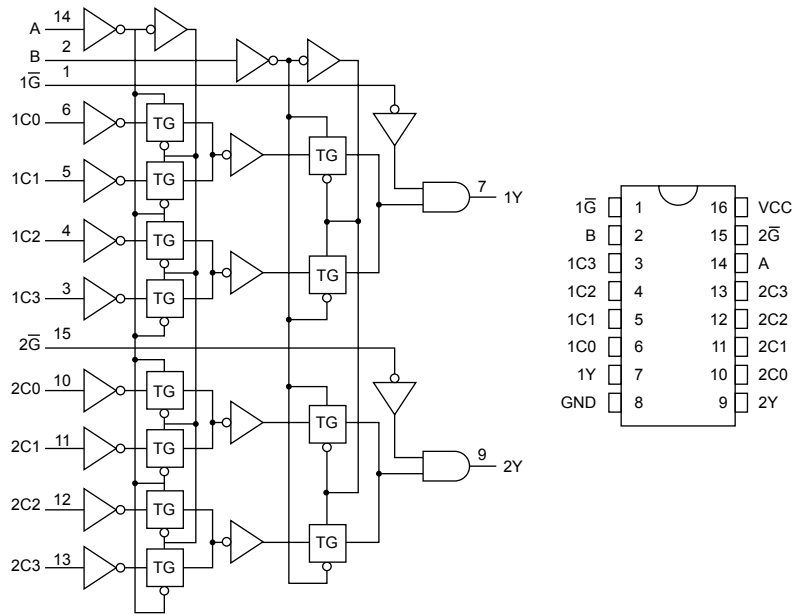 A 14
B 2
1G̅ 1
1C0 6 TG
1C1 5 TG TG
1Y 7
1C2 4 TG
1C3 3 TG TG
2G̅ 15
2C0 10 TG
2C1 11 TG TG
2Y 9
2C2 12 TG
2C3 13 TG TG
1G̅ 1 16 VCC
B 2 15 2G̅
1C3 3 14 A
1C2 4 13 2C3
1C1 5 12 2C2
1C0 6 11 2C1
1Y 7 10 2C0
GND 8 9 2Y